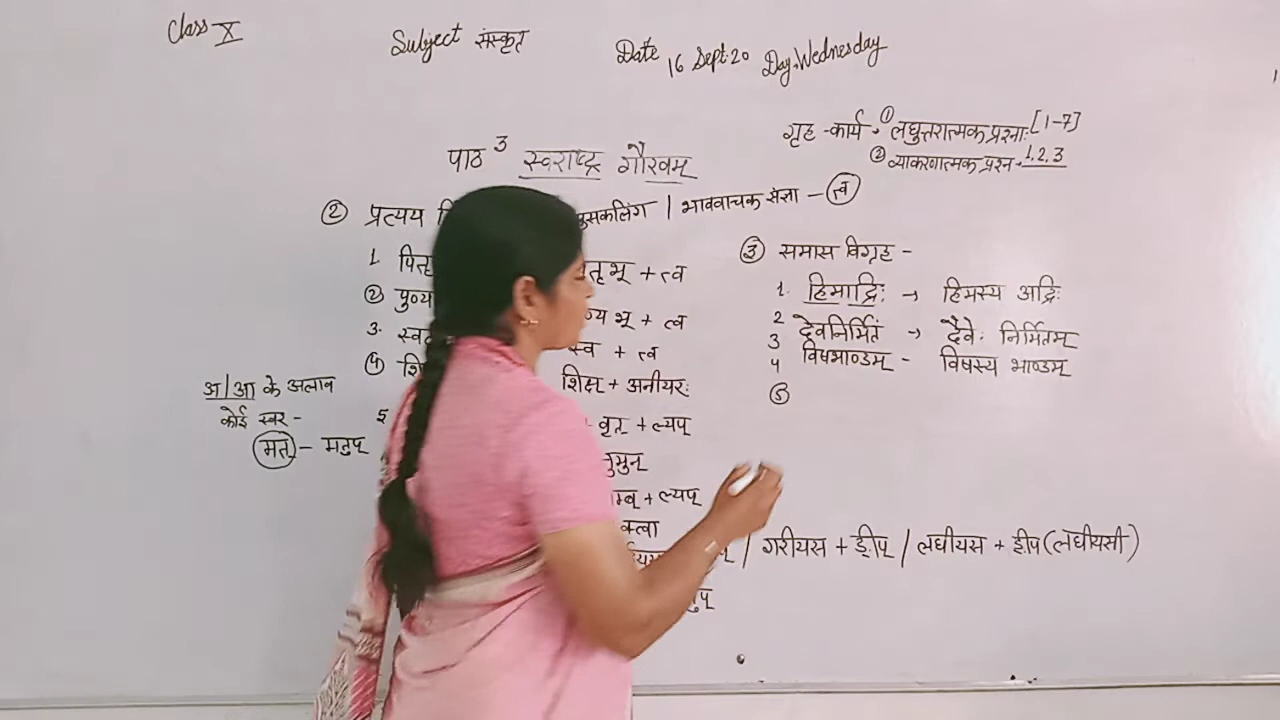 Class X
Subject संस्कृत
Date 16 Sept.20 Day.Wednesday
गृह-कार्य - ① लघुत्तरात्मक प्रश्नाः [1-7]
② व्याकरणात्मक प्रश्न - 1,2,3
पाठ 3 स्वराष्ट्र गौरवम्
② प्रत्यय | भाववाचक संज्ञा - त्व
1. + त्व
② + त्व
3. स्व + त्व
④ शिक्ष + अनीयरः
5 वृत् + ल्यप्
+ ल्यप्
क्त्वा
/ गरीयस + ङीप् / लघीयस + ङीप (लघीयसी)
अ/आ के अलाव
कोई स्वर -
मत् - मतुप्
③ समास विग्रह -
1. हिमाद्रिः → हिमस्य अद्रिः
2
3 देवनिर्मितं → देवैः निर्मितम्
4 विषभाण्डम् - विषस्य भाण्डम्
⑤